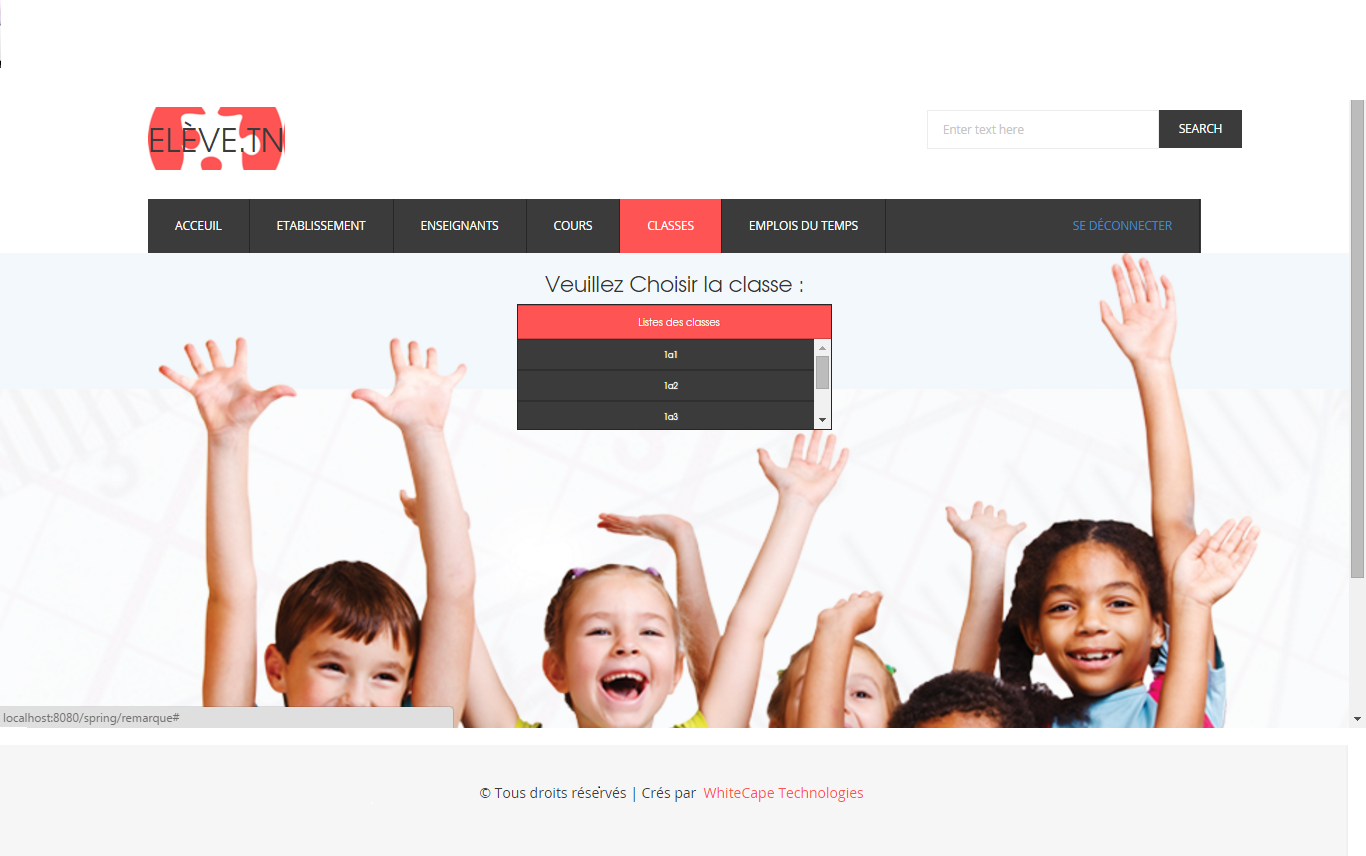 ELÈVE.TN
Enter text here SEARCH
ACCEUIL ETABLISSEMENT ENSEIGNANTS COURS CLASSES EMPLOIS DU TEMPS SE DÉCONNECTER
Veuillez Choisir la classe :
Listes des classes
1a1
1a2
1a3
localhost:8080/spring/remarque#
© Tous droits réservés | Crés par WhiteCape Technologies